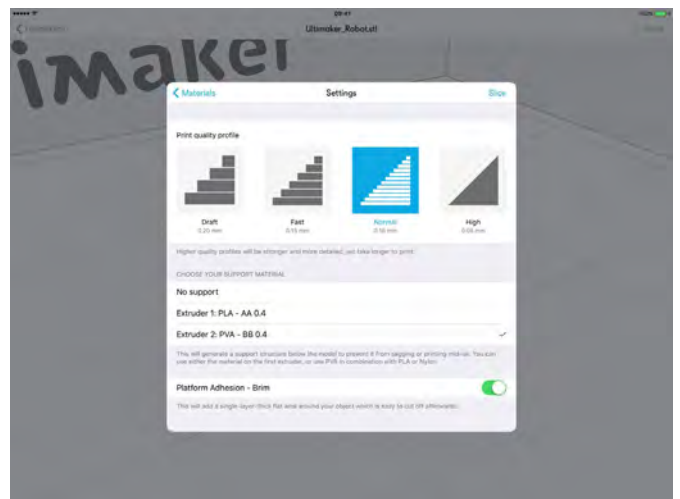 09:41
Ultimaker_Robot.stl
imaker
Materials
Settings
Slice
Print quality profile
Draft
Fast
Normal
High
0.20 mm
0.15 mm
0.10 mm
0.06 mm
Higher quality profiles will be stronger and more detailed, yet take longer to print.
CHOOSE YOUR SUPPORT MATERIAL
No support
Extruder 1: PLA - AA 0.4
Extruder 2: PVA - BB 0.4
This will generate a support structure below the model to prevent it from sagging or printing mid-air. You can
use either the material on the first extruder, or use PVA in combination with PLA or Nylon.
Platform Adhesion - Brim
This will add a single-layer thick flat area around your object which is easy to cut off afterwards.